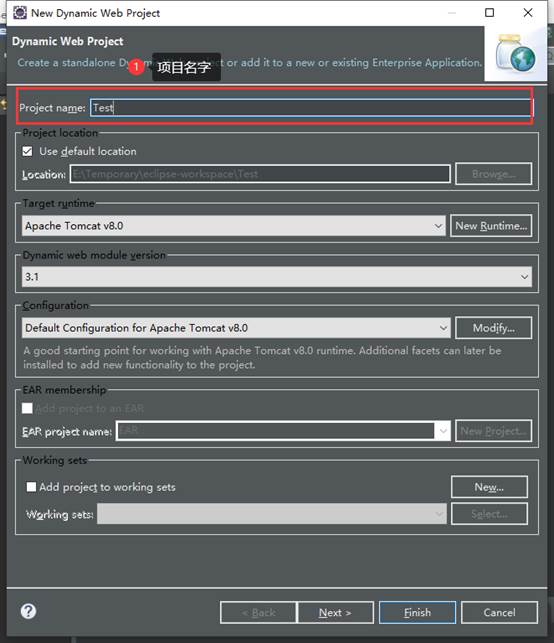 New Dynamic Web Project
Dynamic Web Project
Create a standalone Dynamic Web project or add it to a new or existing Enterprise Application.
1 项目名字
Project name: Test
Project location
Use default location
Location: E:\Temporary\eclipse-workspace\Test Browse...
Target runtime
Apache Tomcat v8.0 New Runtime...
Dynamic web module version
3.1
Configuration
Default Configuration for Apache Tomcat v8.0 Modify...
A good starting point for working with Apache Tomcat v8.0 runtime. Additional facets can later be
installed to add new functionality to the project.
EAR membership
Add project to an EAR
EAR project name: EAR New Project...
Working sets
Add project to working sets New...
Working sets: Select...
? < Back Next > Finish Cancel